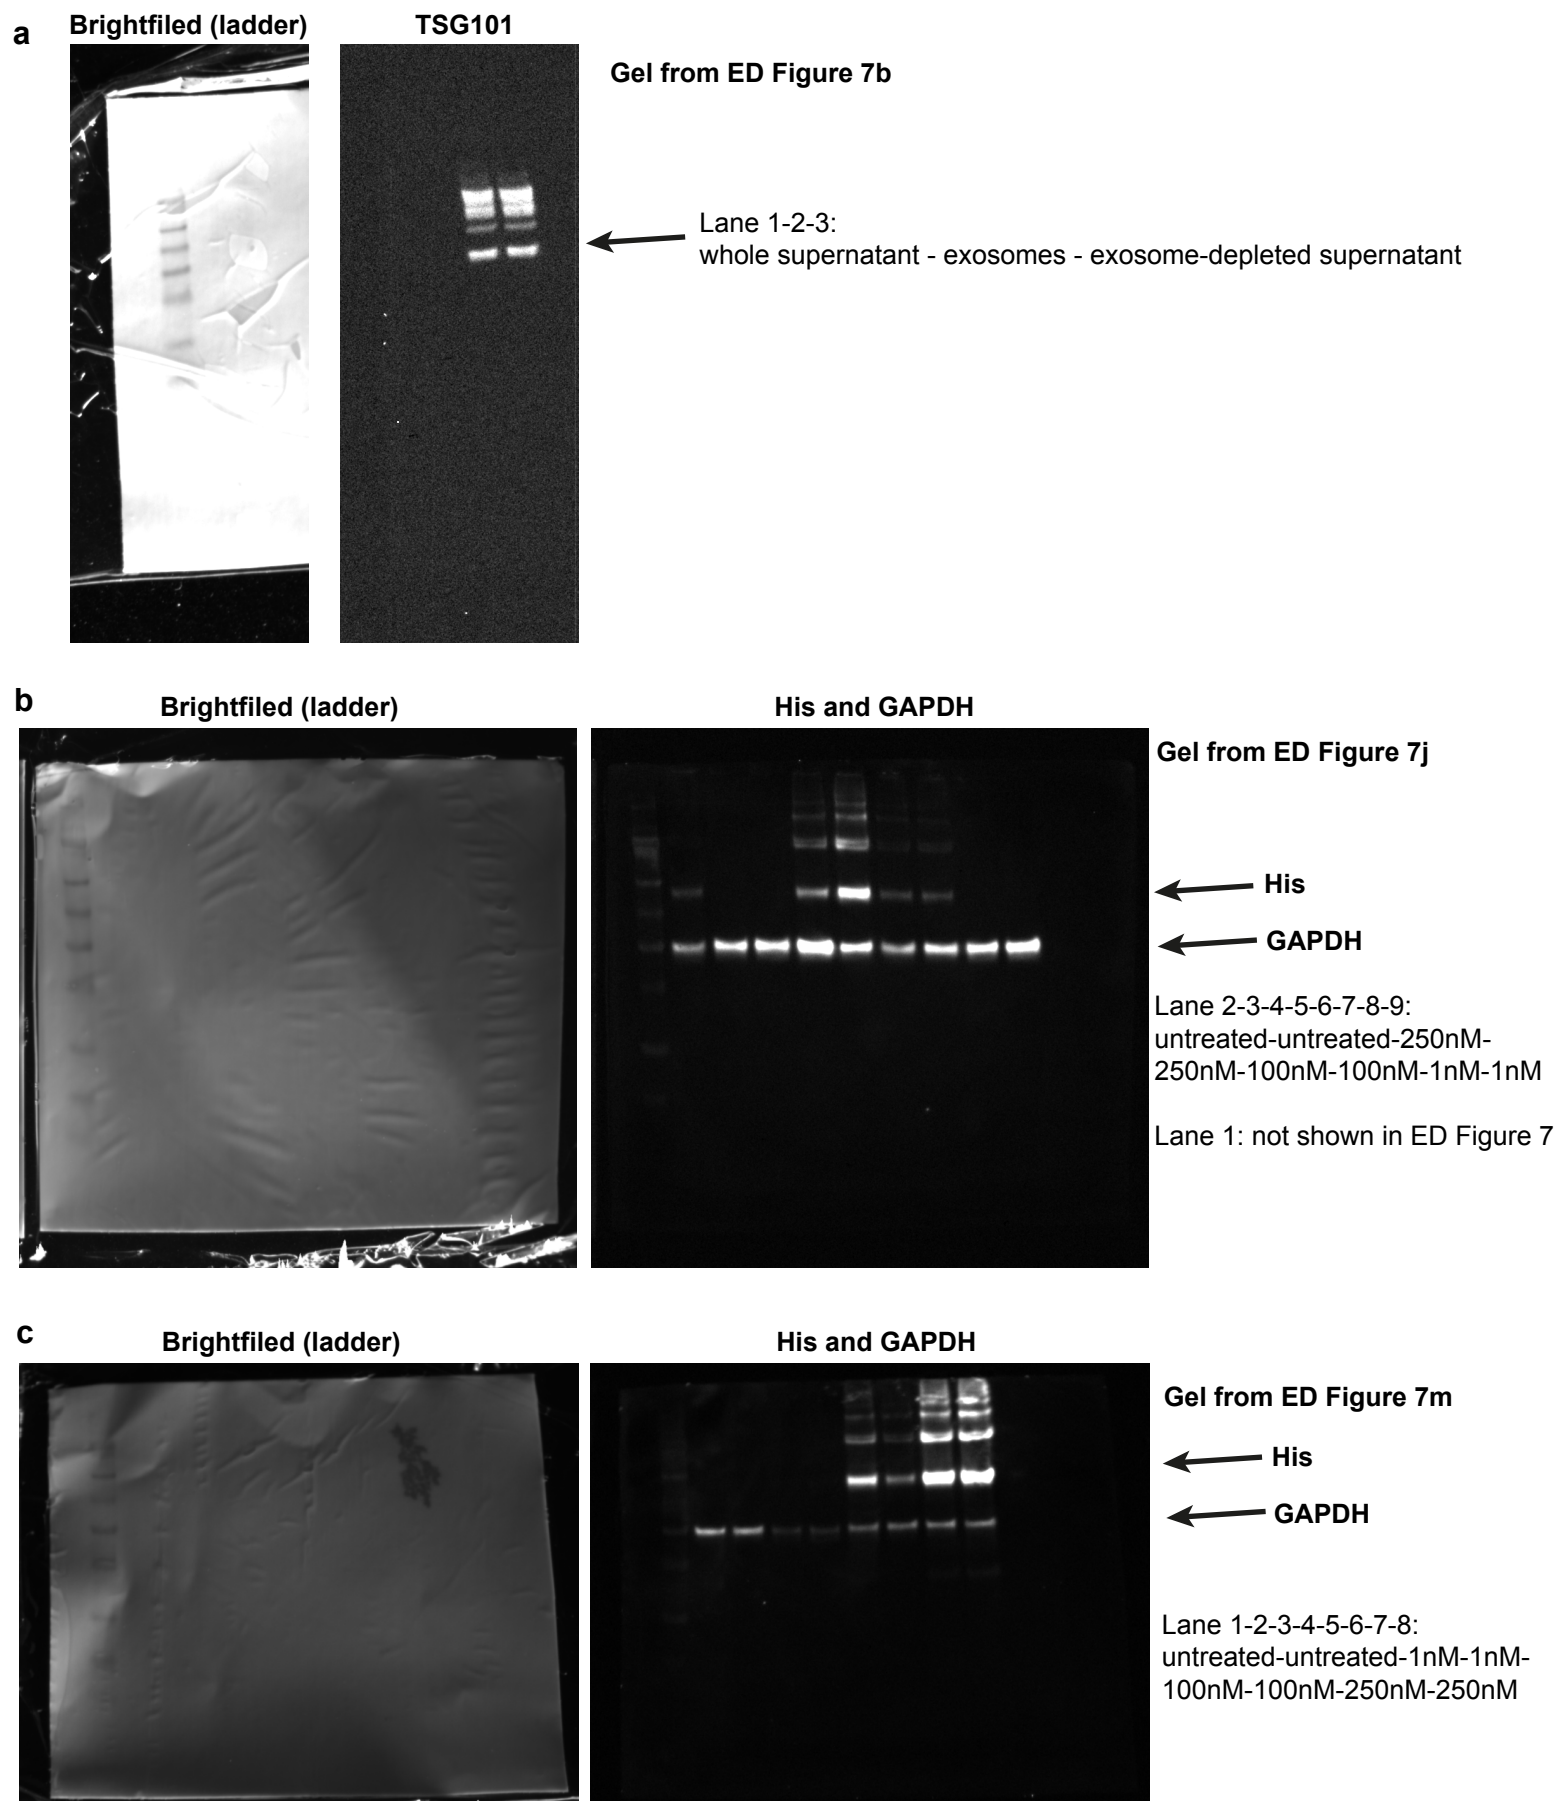 a
Brightfiled (ladder)
TSG101
Gel from ED Figure 7b
Lane 1-2-3:
whole supernatant - exosomes - exosome-depleted supernatant
b
Brightfiled (ladder)
His and GAPDH
Gel from ED Figure 7j
His
GAPDH
Lane 2-3-4-5-6-7-8-9:
untreated-untreated-250nM-
250nM-100nM-100nM-1nM-1nM
Lane 1: not shown in ED Figure 7
c
Brightfiled (ladder)
His and GAPDH
Gel from ED Figure 7m
His
GAPDH
Lane 1-2-3-4-5-6-7-8:
untreated-untreated-1nM-1nM-
100nM-100nM-250nM-250nM